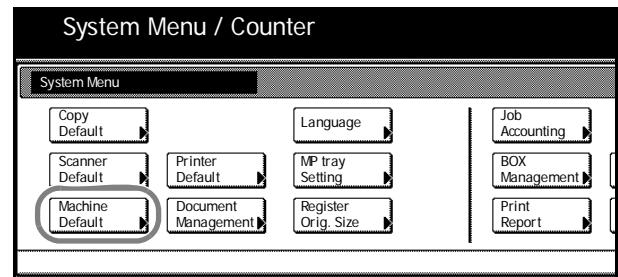 System Menu / Counter
System Menu
Copy
Default
Language
Job
Accounting
Scanner
Default
Printer
Default
MP tray
Setting
BOX
Management
Machine
Default
Document
Management
Register
Orig. Size
Print
Report